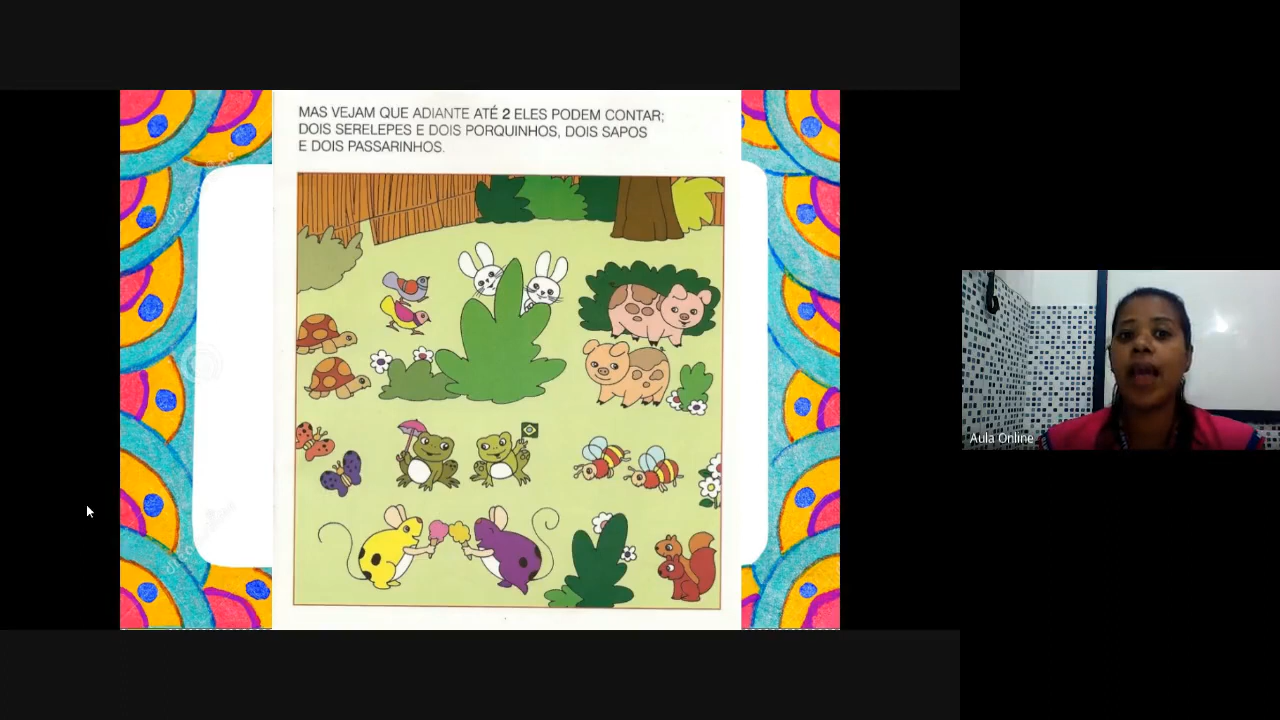 MAS VEJAM QUE ADIANTE ATÉ 2 ELES PODEM CONTAR;
DOIS SERELEPES E DOIS PORQUINHOS, DOIS SAPOS
E DOIS PASSARINHOS.
Aula Online